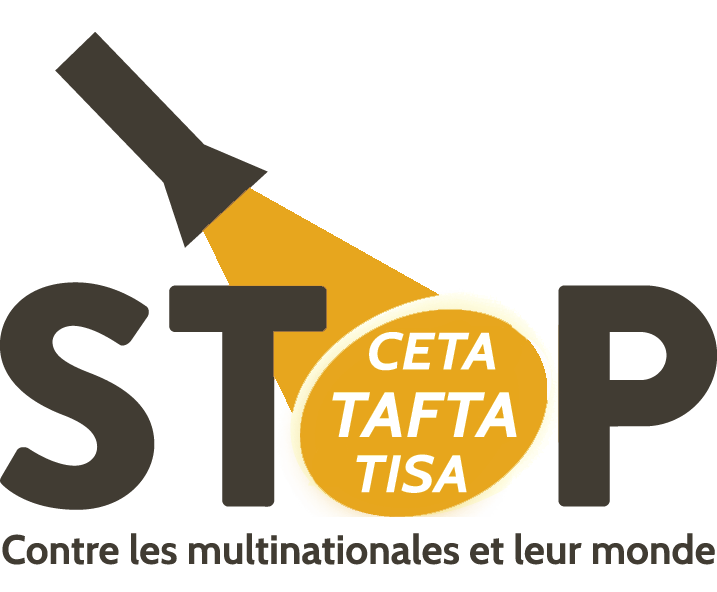 STOP
CETA
TAFTA
TISA
Contre les multinationales et leur monde